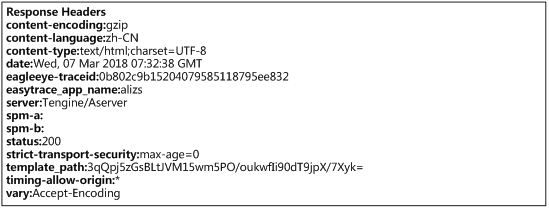 Response Headers
content-encoding:gzip
content-language:zh-CN
content-type:text/html;charset=UTF-8
date:Wed, 07 Mar 2018 07:32:38 GMT
eagleeye-traceid:0b802c9b15204079585118795ee832
easytrace_app_name:alizs
server:Tengine/Aserver
spm-a:
spm-b:
status:200
strict-transport-security:max-age=0
template_path:3qQpj5zGsBLtJVM15wm5PO/oukwfIi90dT9jpX/7Xyk=
timing-allow-origin:*
vary:Accept-Encoding